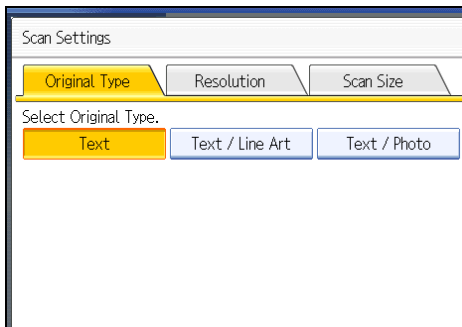 Scan Settings
Original Type Resolution Scan Size
Select Original Type.
Text Text / Line Art Text / Photo